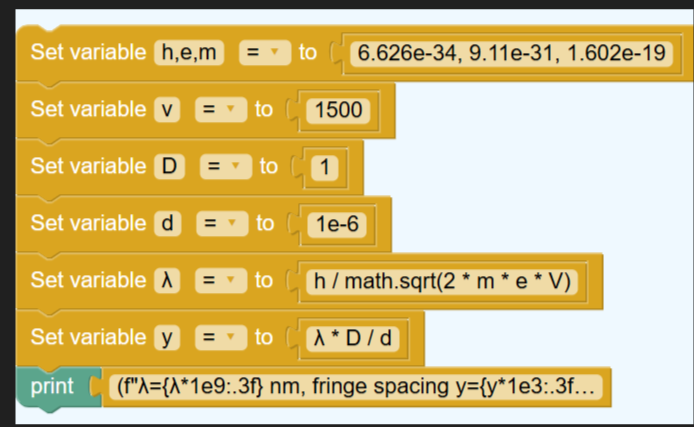 Set variable h,e,m = to 6.626e-34, 9.11e-31, 1.602e-19
Set variable v = to 1500
Set variable D = to 1
Set variable d = to 1e-6
Set variable λ = to h / math.sqrt(2 * m * e * V)
Set variable y = to λ * D / d
print (f"λ={λ*1e9:.3f} nm, fringe spacing y={y*1e3:.3f...